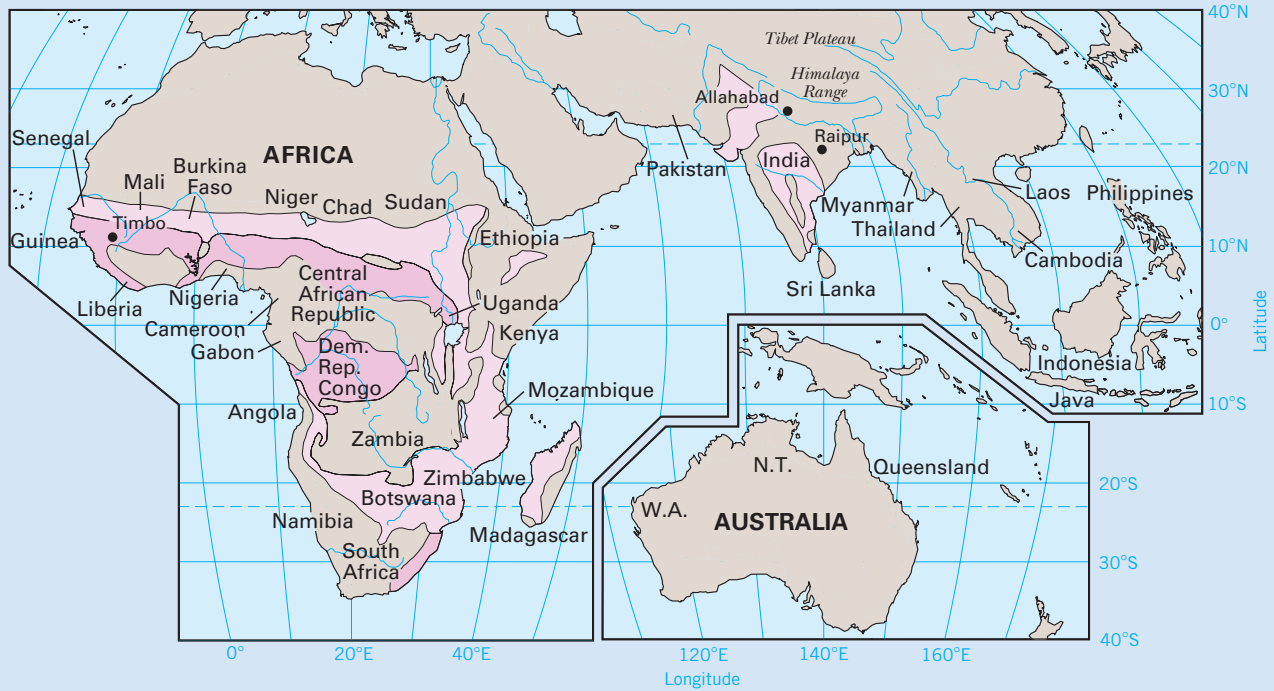 40°N
Tibet Plateau
Himalaya
Range
30°N
Allahabad
Senegal
Raipur
AFRICA
Burkina
Faso
India
Pakistan
20°N
Mali
Niger
Chad
Sudan
Laos
Philippines
Myanmar
Timbo
Thailand
Guinea
Ethiopia
10°N
Cambodia
Central
African
Republic
Sri Lanka
Nigeria
Liberia
Uganda
Cameroon
Kenya
0°
Latitude
Gabon
Dem.
Rep.
Congo
Indonesia
Mozambique
Java
10°S
Angola
Zambia
N.T.
Queensland
Zimbabwe
20°S
Botswana
W.A.
Namibia
AUSTRALIA
Madagascar
South
Africa
30°S
40°S
0°
20°E
40°E
120°E
140°E
160°E
Longitude